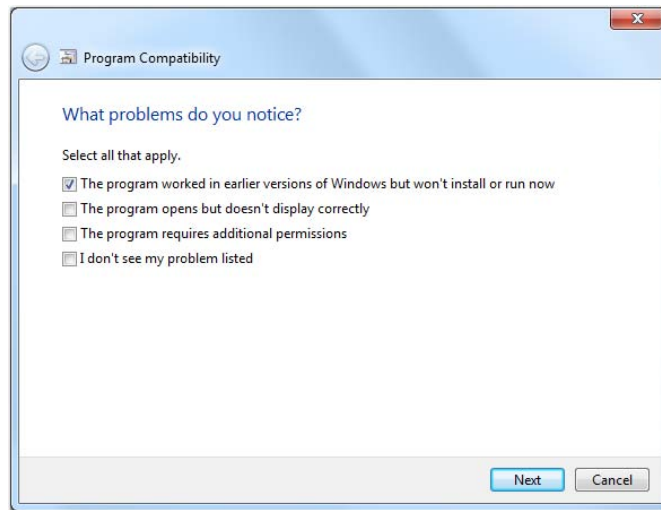 Program Compatibility
What problems do you notice?
Select all that apply.
The program worked in earlier versions of Windows but won't install or run now
The program opens but doesn't display correctly
The program requires additional permissions
I don't see my problem listed
Next Cancel